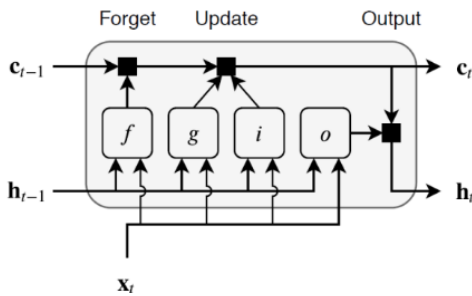 Forget Update Output
c_{t−1} c_t
f g i o
h_{t−1} h_t
x_t